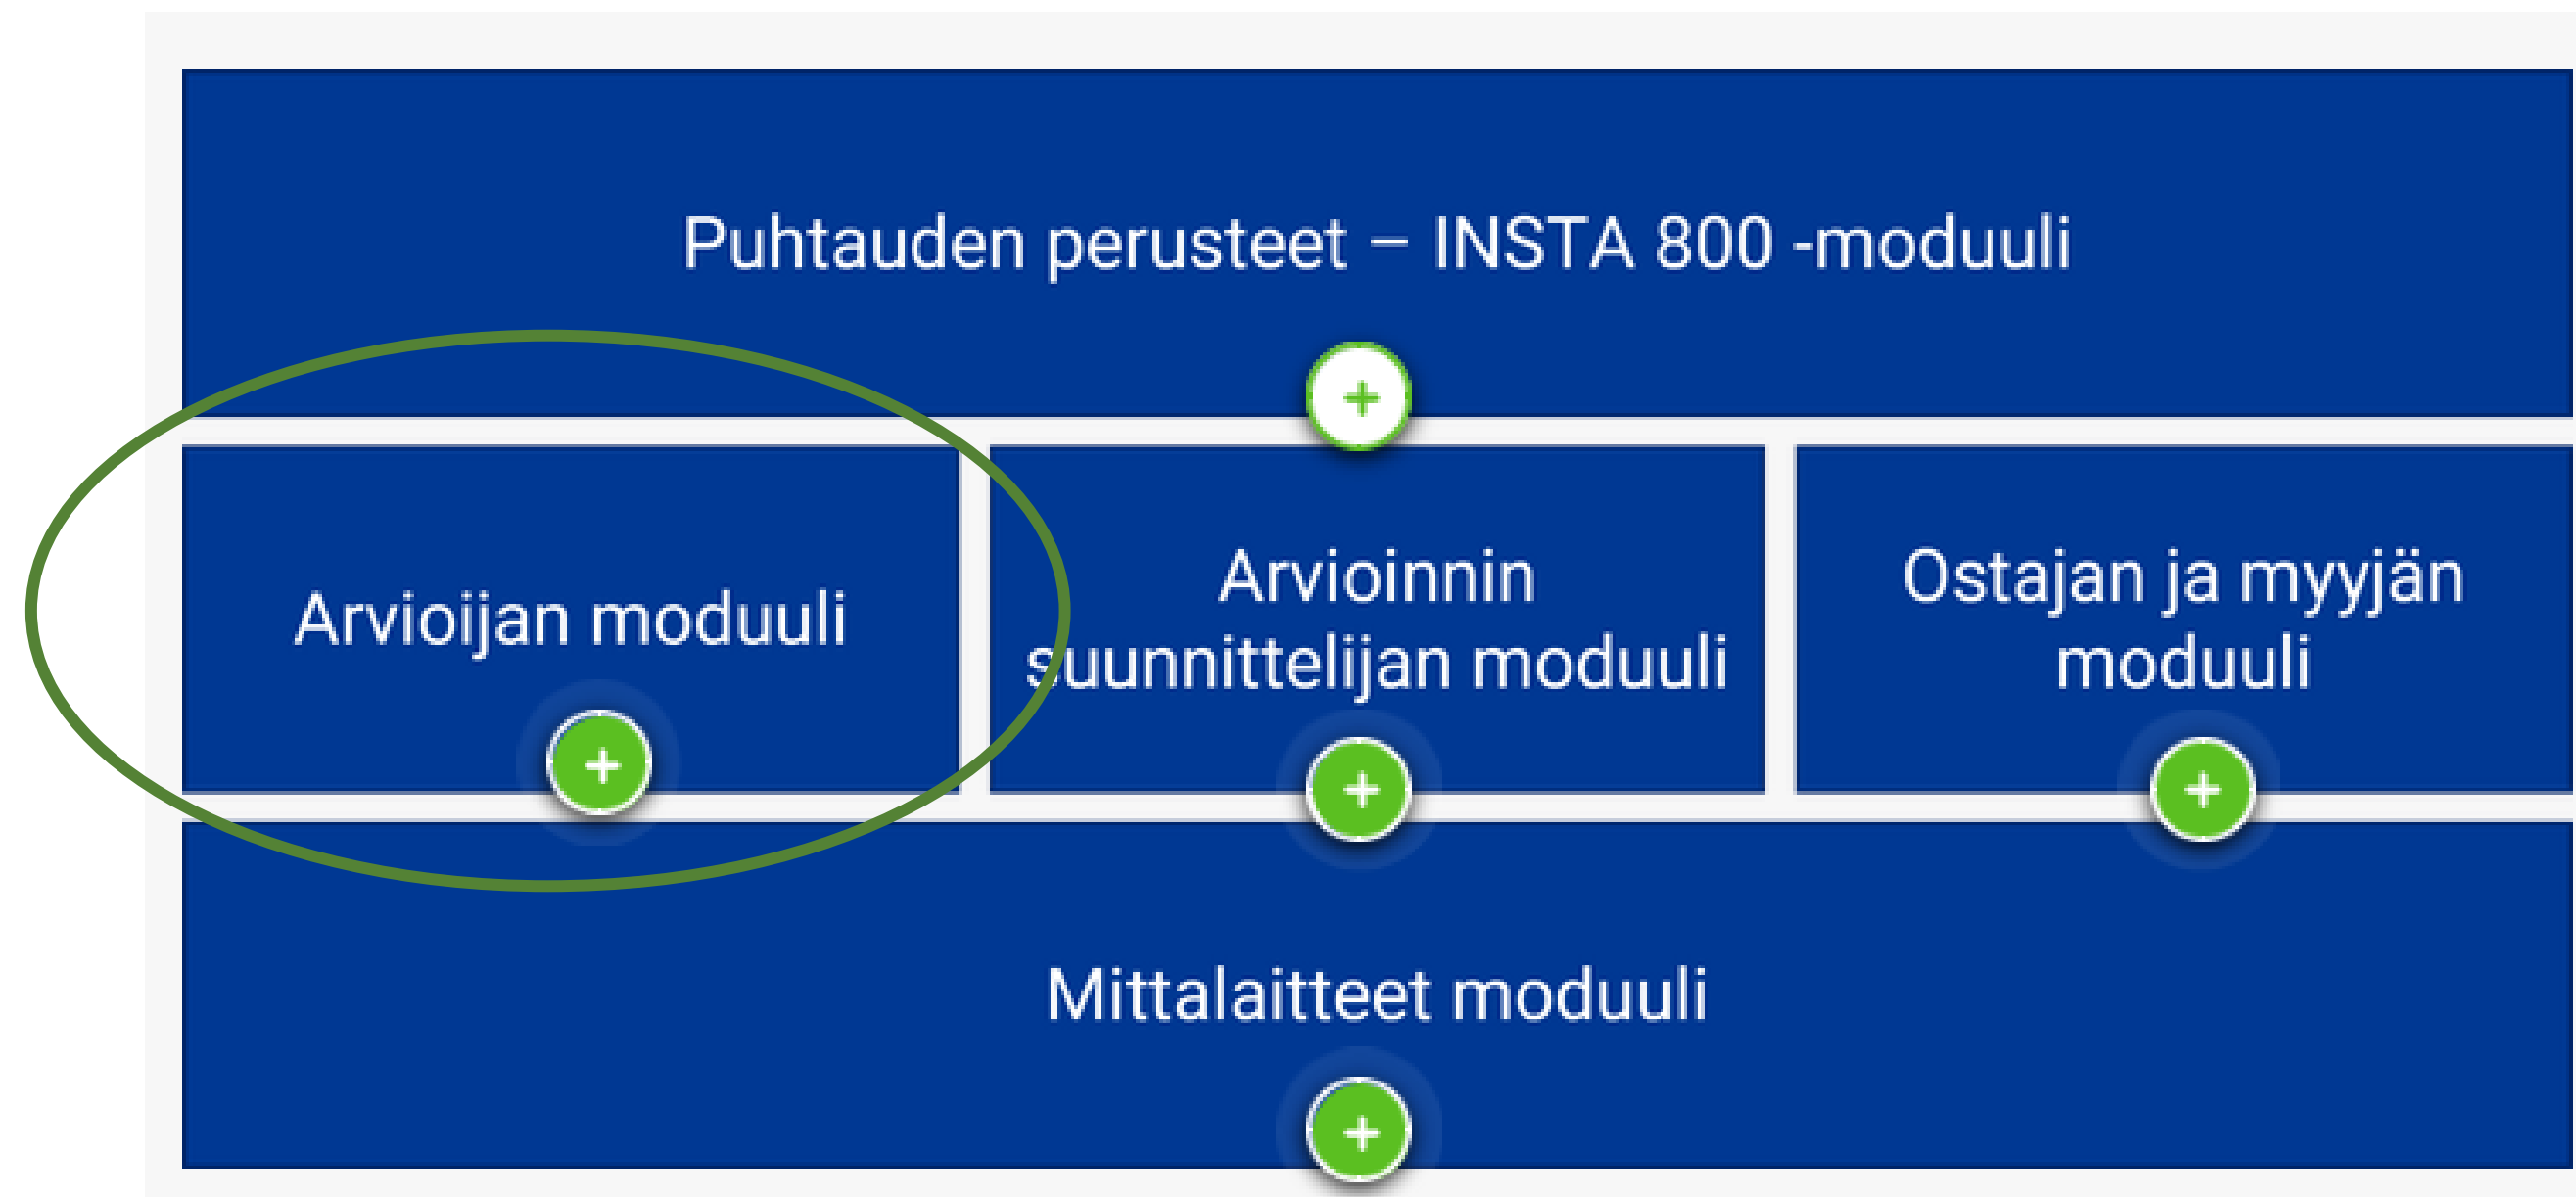 Puhtauden perusteet – INSTA 800 -moduuli
Arvioijan moduuli
Arvioinnin
suunnittelijan moduuli
Ostajan ja myyjän
moduuli
Mittalaitteet moduuli